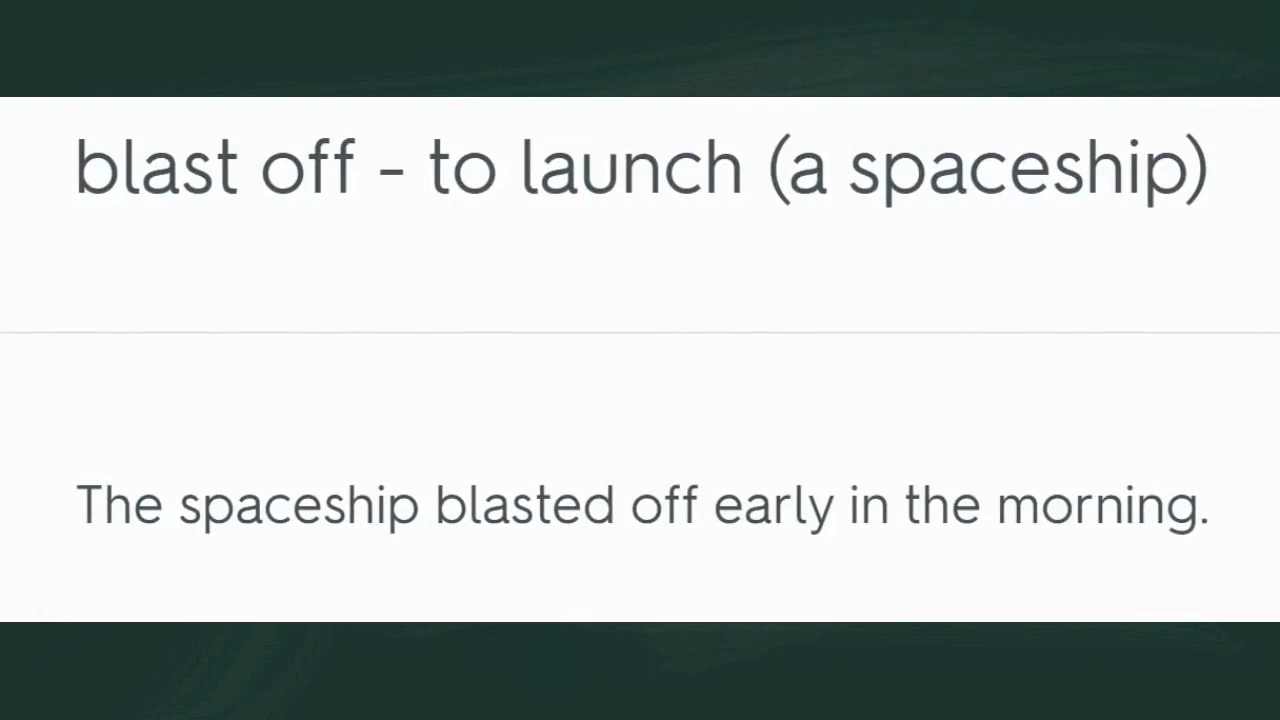 blast off - to launch (a spaceship)
The spaceship blasted off early in the morning.